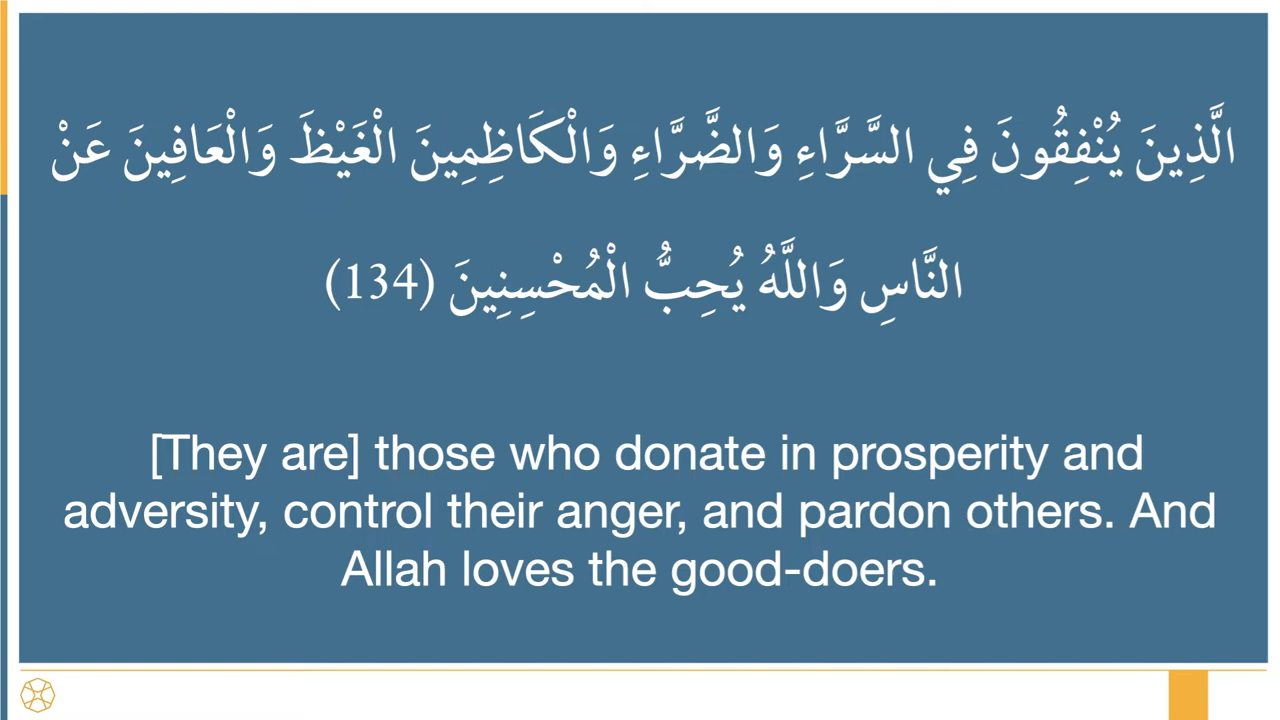 الَّذِينَ يُنْفِقُونَ فِي السَّرَّاءِ وَالضَّرَّاءِ وَالْكَاظِمِينَ الْغَيْظَ وَالْعَافِينَ عَنْ
النَّاسِ وَاللَّهُ يُحِبُّ الْمُحْسِنِينَ (134)
[They are] those who donate in prosperity and
adversity, control their anger, and pardon others. And
Allah loves the good-doers.